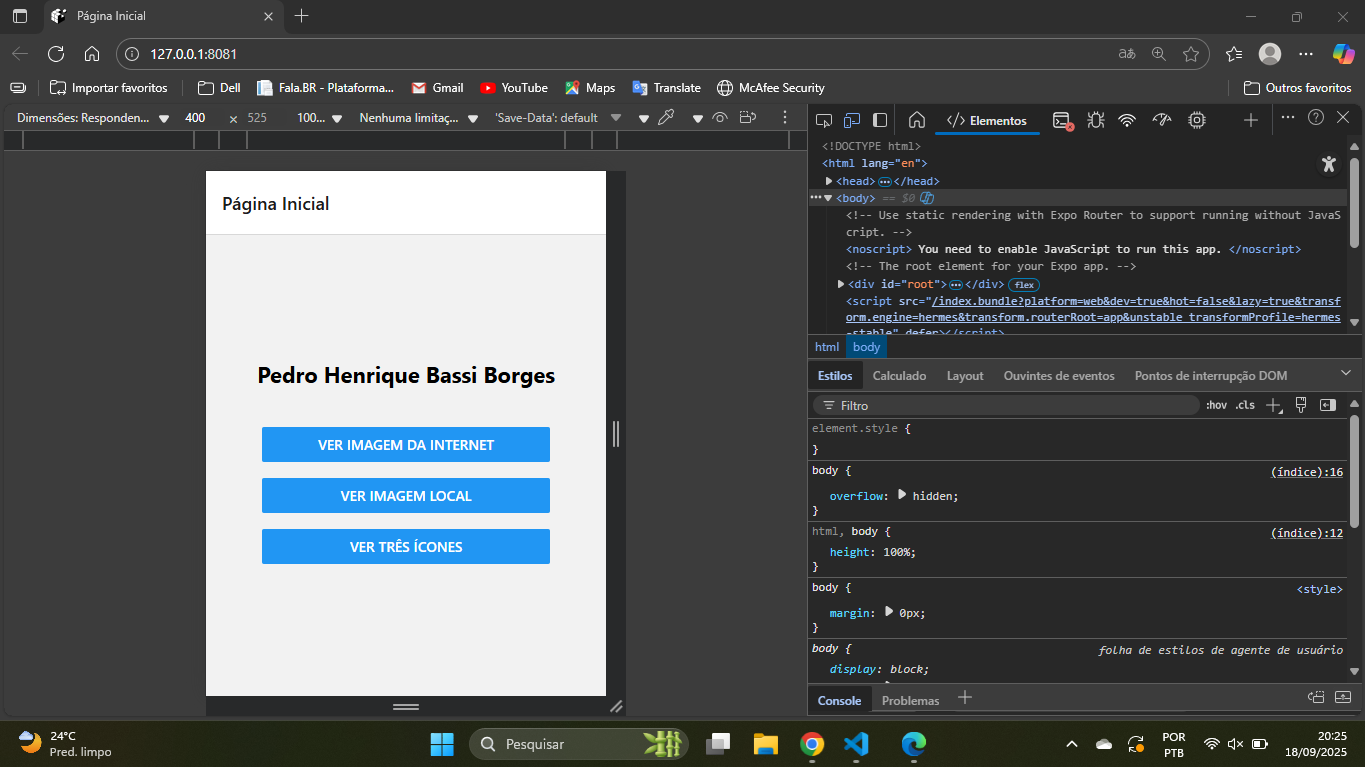 Página Inicial
127.0.0.1:8081
Importar favoritos
Dell
Fala.BR - Plataforma...
Gmail
YouTube
Maps
Translate
McAfee Security
Outros favoritos
Dimensões: Responden...
400
×
525
100...
Nenhuma limitaç...
'Save-Data': default
Elementos
<!DOCTYPE html>
<html lang="en">
<head>
</head>
<body> == $0
<!-- Use static rendering with Expo Router to support running without JavaS
cript. -->
<noscript> You need to enable JavaScript to run this app. </noscript>
<!-- The root element for your Expo app. -->
<div id="root">
</div>
flex
<script src="/index.bundle?platform=web&dev=true&hot=false&lazy=true&transf
orm.engine=hermes&transform.routerRoot=app&unstable_transformProfile=hermes
-stable" defer></script>
html
body
Estilos
Calculado
Layout
Ouvintes de eventos
Pontos de interrupção DOM
Filtro
:hov
.cls
element.style {
}
body {
(índice):16
overflow: hidden;
}
html, body {
(índice):12
height: 100%;
}
body {
<style>
margin: 0px;
}
body {
folha de estilos de agente de usuário
display: block;
Console
Problemas
Página Inicial
Pedro Henrique Bassi Borges
VER IMAGEM DA INTERNET
VER IMAGEM LOCAL
VER TRÊS ÍCONES
24°C
Pred. limpo
Pesquisar
POR
PTB
20:25
18/09/2025